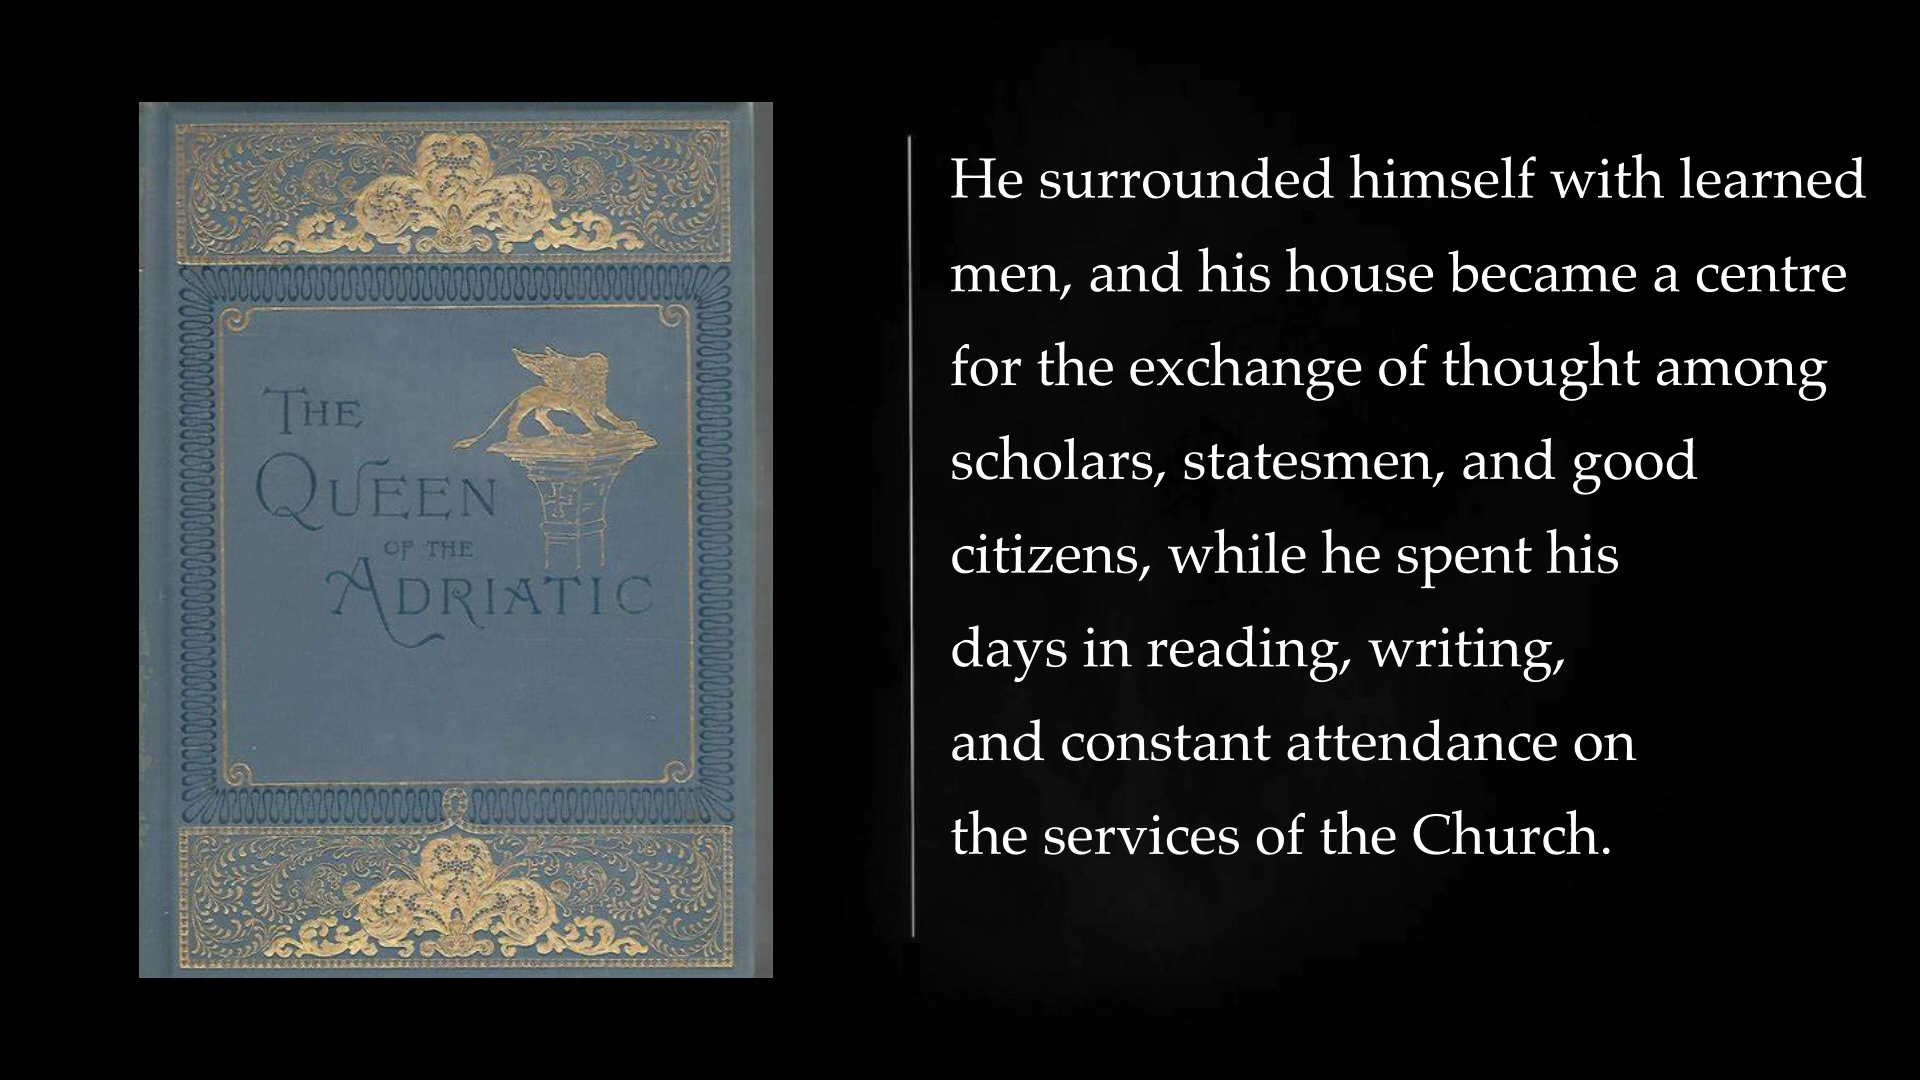 THE
QUEEN
OF THE
ADRIATIC
He surrounded himself with learned
men, and his house became a centre
for the exchange of thought among
scholars, statesmen, and good
citizens, while he spent his
days in reading, writing,
and constant attendance on
the services of the Church.